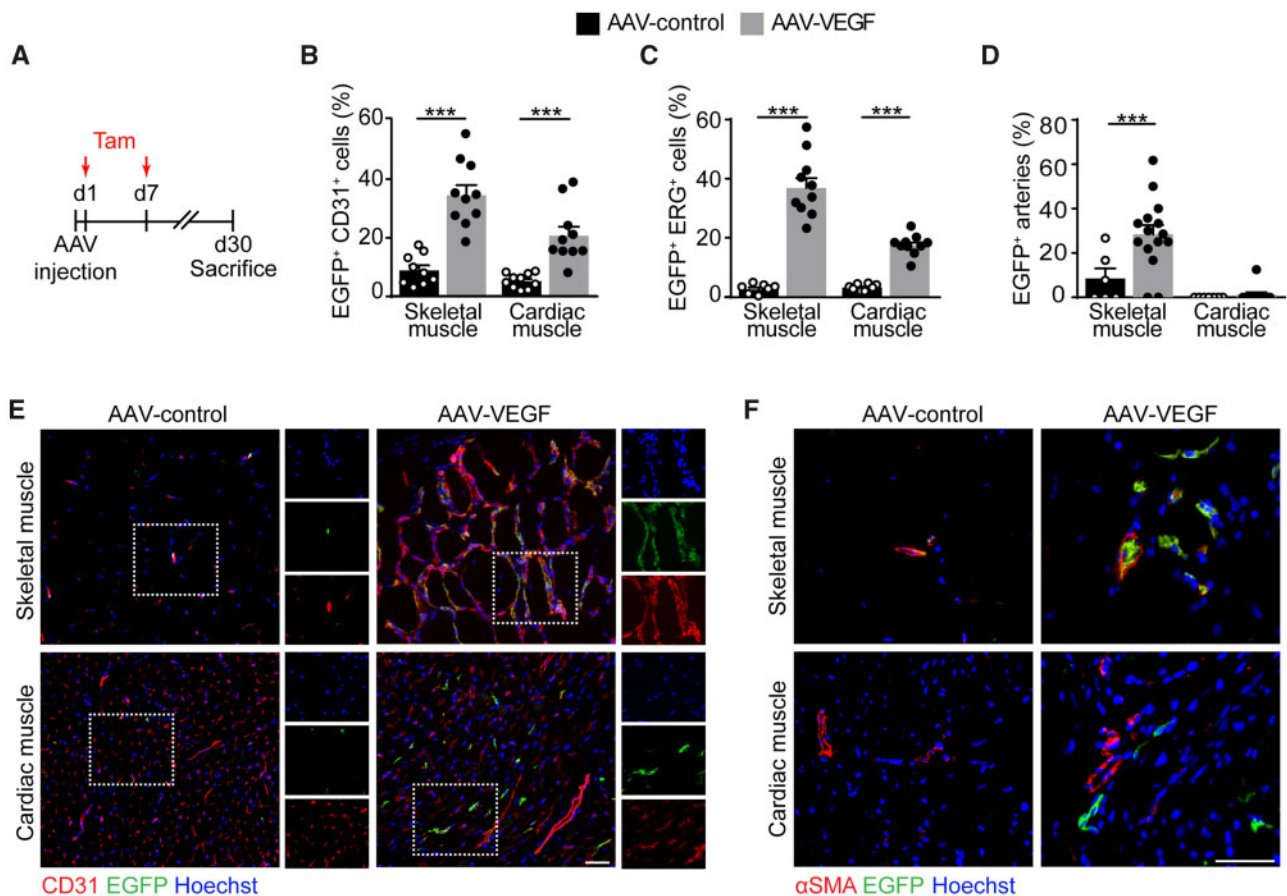 AAV-control AAV-VEGF
A
Tam
d1 d7
AAV
injection
d30
Sacrifice
B
EGFP⁺ CD31⁺ cells (%)
60
40
20
0
***
***
Skeletal
muscle
Cardiac
muscle
C
EGFP⁺ ERG⁺ cells (%)
60
40
20
0
***
***
Skeletal
muscle
Cardiac
muscle
D
EGFP⁺ arteries (%)
80
60
40
20
0
***
Skeletal
muscle
Cardiac
muscle
E
AAV-control AAV-VEGF
Skeletal muscle
Cardiac muscle
CD31 EGFP Hoechst
F
AAV-control AAV-VEGF
Skeletal muscle
Cardiac muscle
αSMA EGFP Hoechst